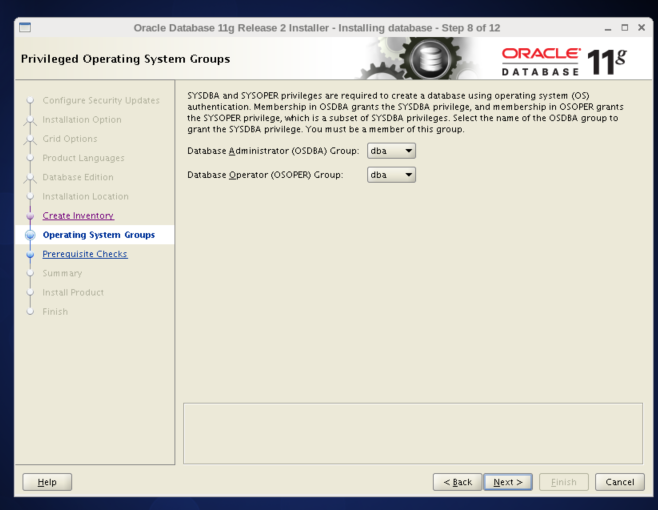 Oracle Database 11g Release 2 Installer - Installing database - Step 8 of 12
Privileged Operating System Groups
ORACLE
DATABASE
11g
Configure Security Updates
Installation Option
Grid Options
Product Languages
Database Edition
Installation Location
Create Inventory
Operating System Groups
Prerequisite Checks
Summary
Install Product
Finish
SYSDBA and SYSOPER privileges are required to create a database using operating system (OS)
authentication. Membership in OSDBA grants the SYSDBA privilege, and membership in OSOPER grants
the SYSOPER privilege, which is a subset of SYSDBA privileges. Select the name of the OSDBA group to
grant the SYSDBA privilege. You must be a member of this group.
Database Administrator (OSDBA) Group: dba
Database Operator (OSOPER) Group: dba
Help
< Back
Next >
Finish
Cancel